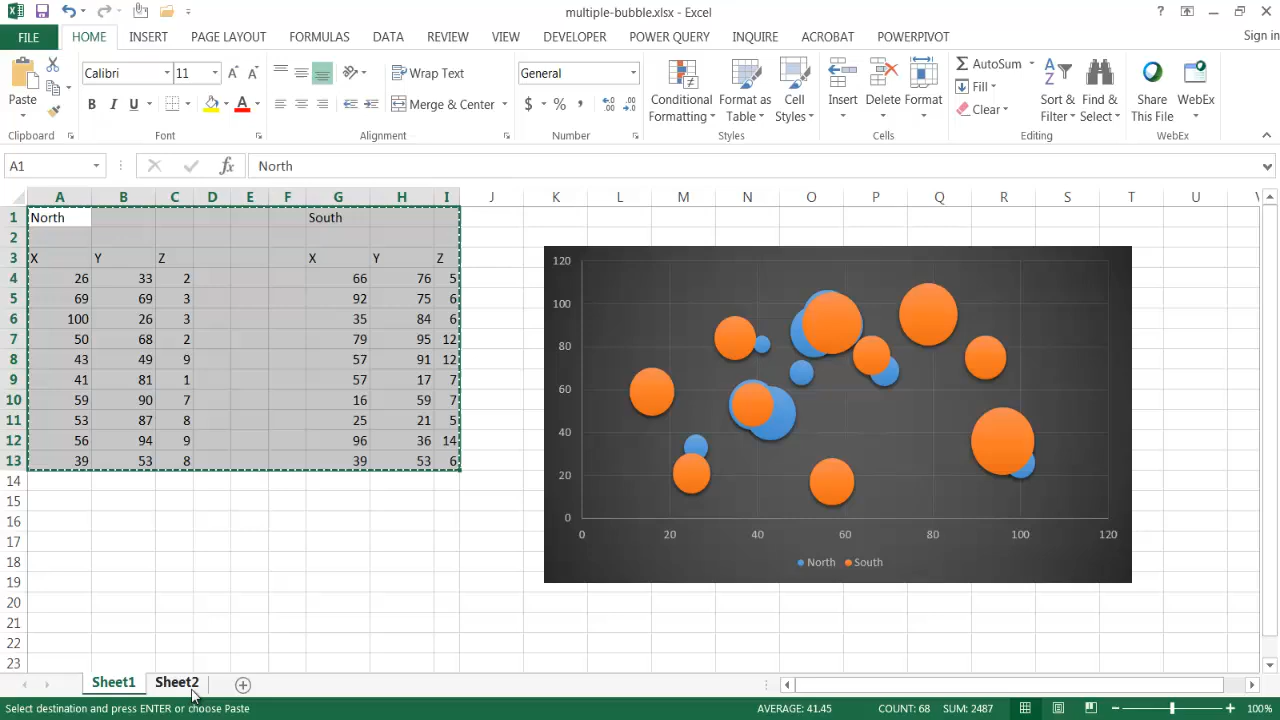 multiple-bubble.xlsx - Excel
? 
FILE HOME INSERT PAGE LAYOUT FORMULAS DATA REVIEW VIEW DEVELOPER POWER QUERY INQUIRE ACROBAT POWERPIVOT Sign in
Calibri 11 Wrap Text General AutoSum
Fill
Paste B I U Merge & Center $ % , Conditional Formatting Format as Table Cell Styles Insert Delete Format Clear Sort & Filter Find & Select Share This File WebEx
Clipboard Font Alignment Number Styles Cells Editing WebEx
A1 fx North
A B C D E F G H I J K L M N O P Q R S T U
1 North South
2
3 X Y Z X Y Z
4 26 33 2 66 76 5
5 69 69 3 92 75 6
6 100 26 3 35 84 6
7 50 68 2 79 95 12
8 43 49 9 57 91 12
9 41 81 1 57 17 7
10 59 90 7 16 59 7
11 53 87 8 25 21 5
12 56 94 9 96 36 14
13 39 53 8 39 53 6
14
15
16
17
18
19
20
21
22
23
120
100
80
60
40
20
0
0 20 40 60 80 100 120
North South
Sheet1 Sheet2
Select destination and press ENTER or choose Paste AVERAGE: 41.45 COUNT: 68 SUM: 2487 100%